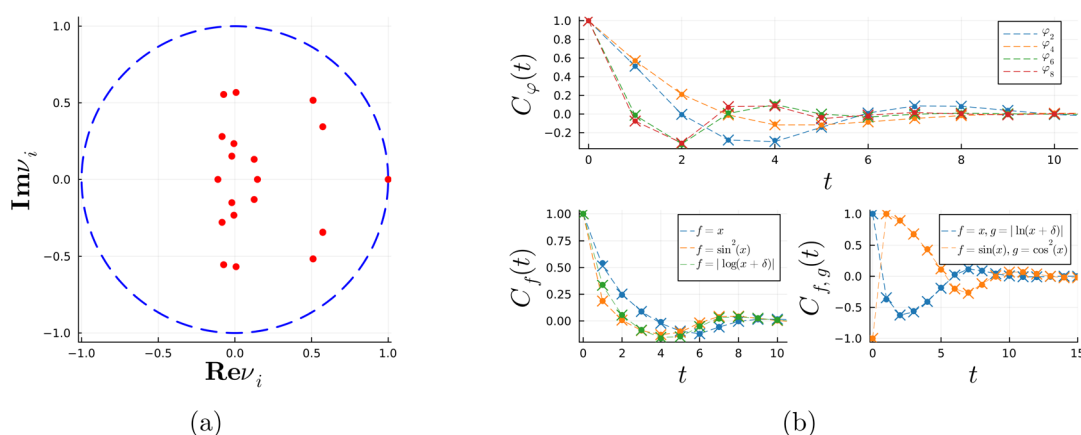 1.0
0.5
0.0
−0.5
−1.0
Imν_i
−1.0 −0.5 0.0 0.5 1.0
Reν_i
(a)
1.0
0.8
0.6
0.4
0.2
0.0
−0.2
C_φ(t)
φ_2
φ_4
φ_6
φ_8
0 2 4 6 8 10
t
1.00
0.75
0.50
0.25
0.00
C_f(t)
f = x
f = sin²(x)
f = | log(x + δ)|
0 2 4 6 8 10
t
1.0
0.5
0.0
−0.5
−1.0
C_{f,g}(t)
f = x, g = | ln(x + δ)|
f = sin(x), g = cos²(x)
0 5 10 15
t
(b)